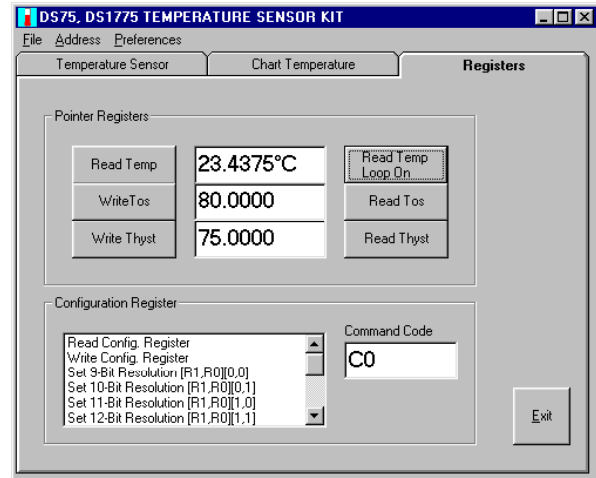 DS75, DS1775 TEMPERATURE SENSOR KIT
File Address Preferences
Temperature Sensor Chart Temperature Registers
Pointer Registers
Read Temp 23.4375°C Read Temp
Loop On
WriteTos 80.0000 Read Tos
Write Thyst 75.0000 Read Thyst
Configuration Register
Command Code
Read Config. Register
Write Config. Register
C0
Set 9-Bit Resolution [R1,R0][0,0]
Set 10-Bit Resolution [R1,R0][0,1]
Set 11-Bit Resolution [R1,R0][1,0]
Set 12-Bit Resolution [R1,R0][1,1]
Exit